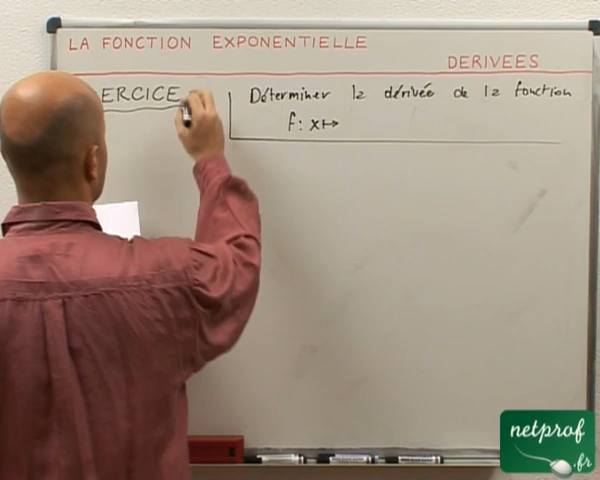 LA FONCTION EXPONENTIELLE
DERIVEES
ERCICE
Déterminer la dérivée de la fonction
f: x↦
netprof
.fr